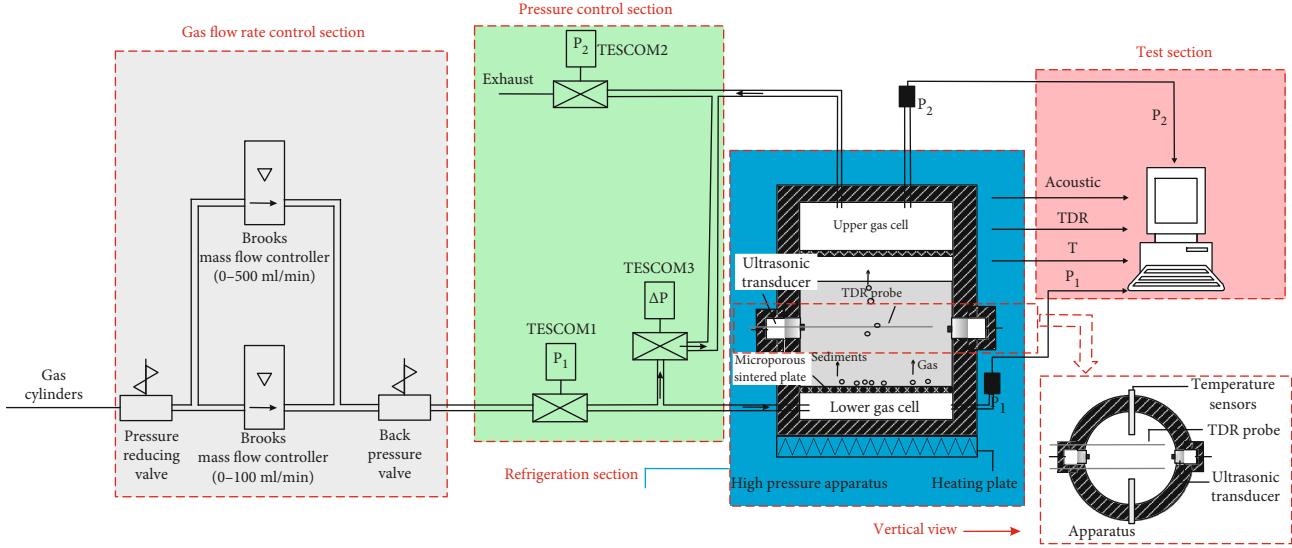 Pressure control section
Gas flow rate control section
P2
TESCOM2
Exhaust
Test section
P2
P2
Brooks
mass flow controller
(0–500 ml/min)
Acoustic
TDR
T
P1
Upper gas cell
Ultrasonic
transducer
TDR probe
TESCOM3
ΔP
TESCOM1
P1
Sediments
Microporous
sintered plate
Gas
Lower gas cell
P1
Gas
cylinders
Pressure
reducing
valve
Brooks
mass flow controller
(0–100 ml/min)
Back
pressure
valve
Refrigeration section
High pressure apparatus
Heating plate
Vertical view
Temperature
sensors
TDR probe
Ultrasonic
transducer
Apparatus